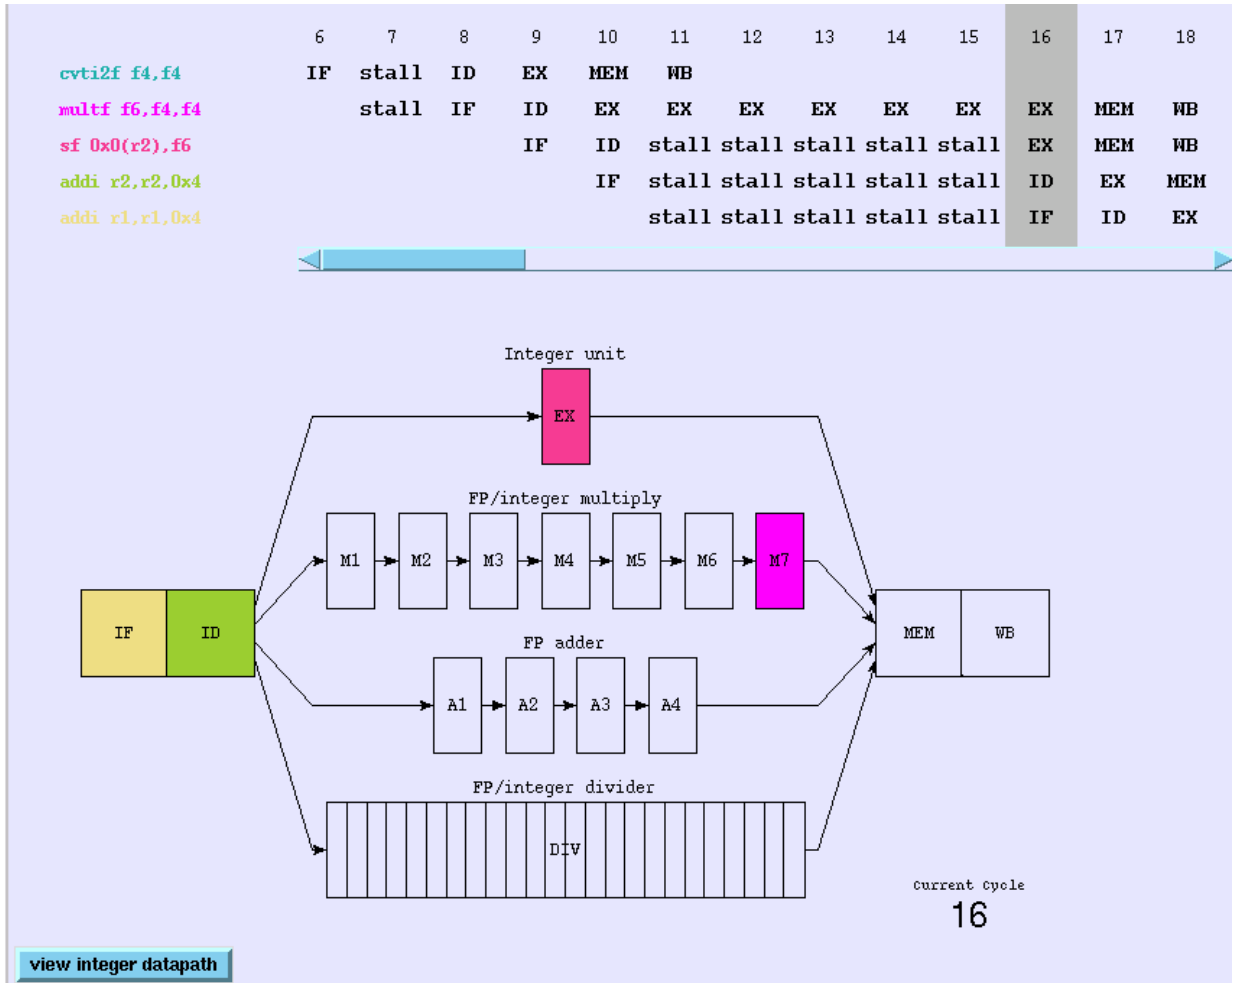 6 7 8 9 10 11 12 13 14 15 16 17 18
cvti2f f4,f4 IF stall ID EX MEM WB
multf f6,f4,f4 stall IF ID EX EX EX EX EX EX EX MEM WB
sf 0x0(r2),f6 IF ID stall stall stall stall stall EX MEM WB
addi r2,r2,0x4 IF stall stall stall stall stall ID EX MEM
addi r1,r1,0x4 stall stall stall stall stall IF ID EX
Integer unit
EX
FP/integer multiply
M1 M2 M3 M4 M5 M6 M7
IF ID MEM WB
FP adder
A1 A2 A3 A4
FP/integer divider
DIV
Current Cycle
16
view integer datapath